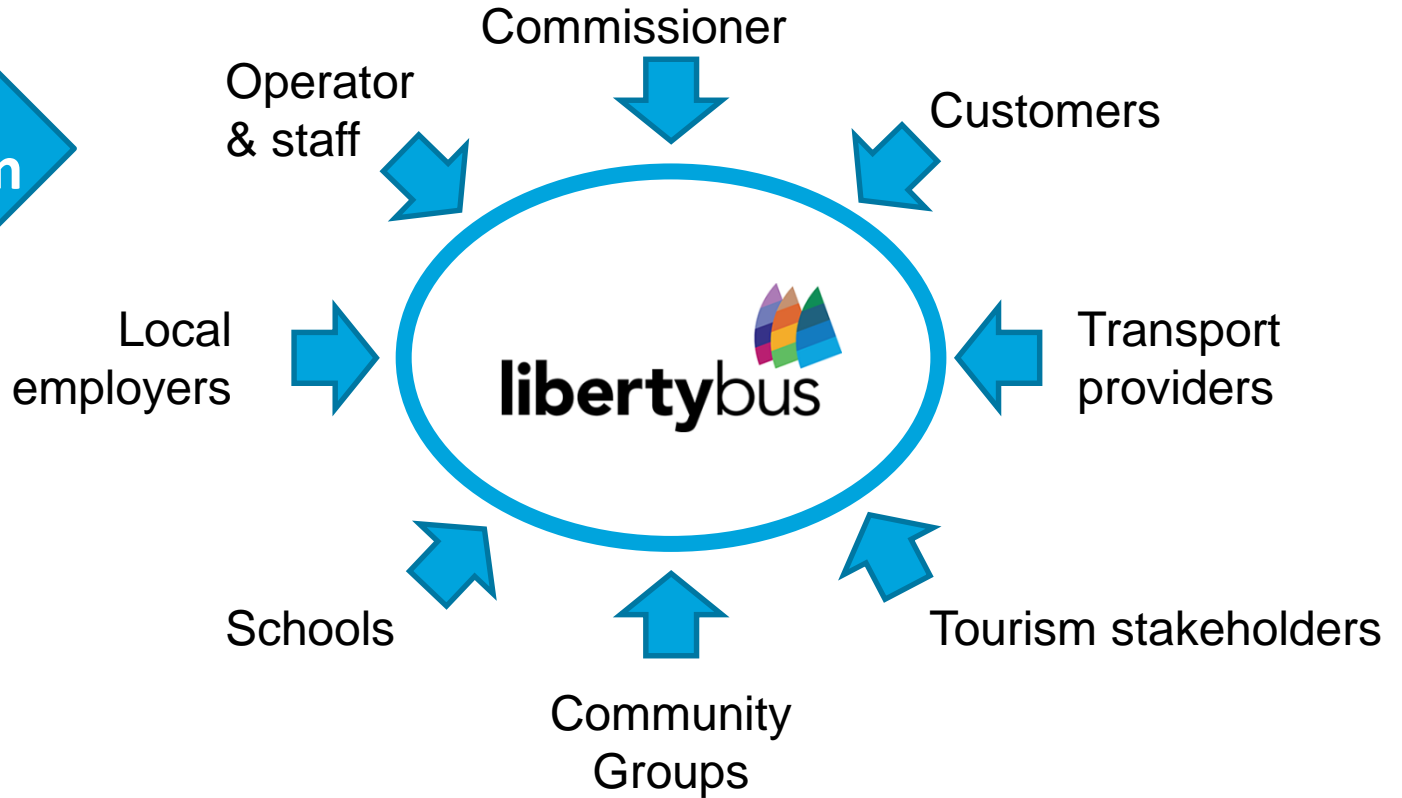 Commissioner
Operator
& staff
Customers
Local
employers
libertybus
Transport
providers
Schools
Tourism stakeholders
Community
Groups